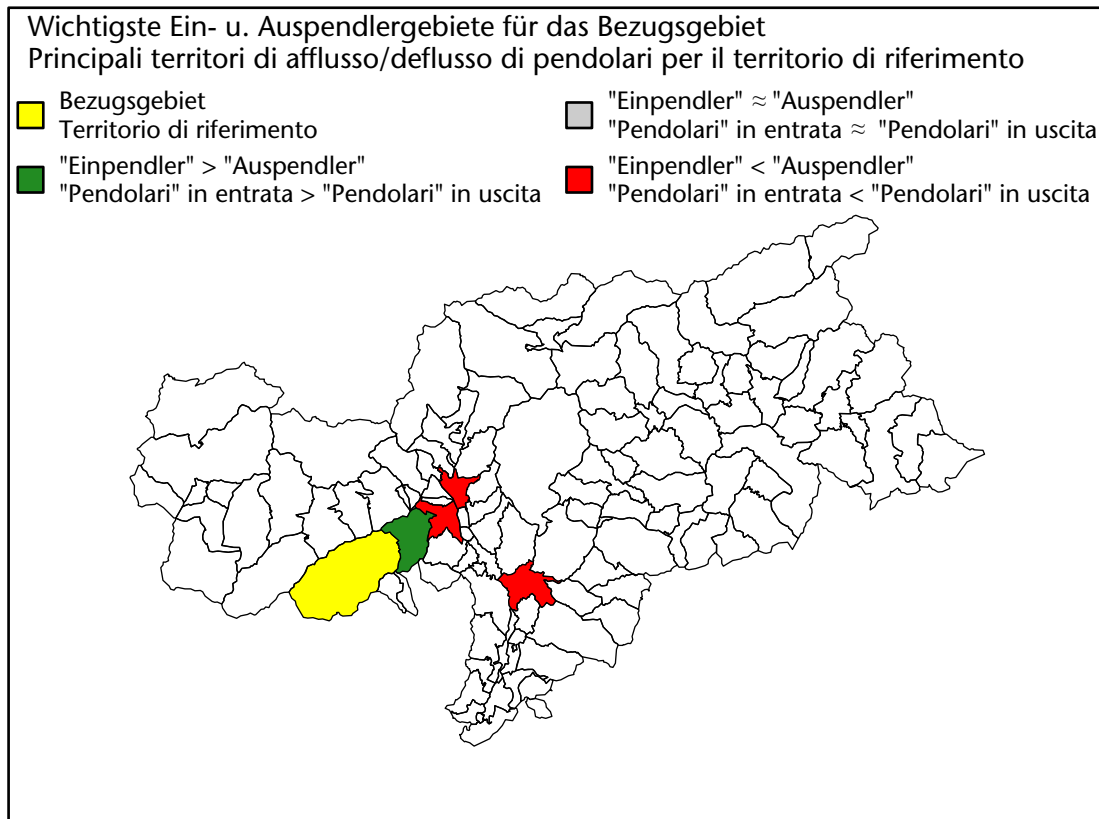 Wichtigste Ein- u. Auspendlergebiete für das Bezugsgebiet
Principali territori di afflusso/deflusso di pendolari per il territorio di riferimento
Bezugsgebiet
Territorio di riferimento
"Einpendler" > "Auspendler"
"Pendolari" in entrata > "Pendolari" in uscita
"Einpendler" ≈ "Auspendler"
"Pendolari" in entrata ≈ "Pendolari" in uscita
"Einpendler" < "Auspendler"
"Pendolari" in entrata < "Pendolari" in uscita